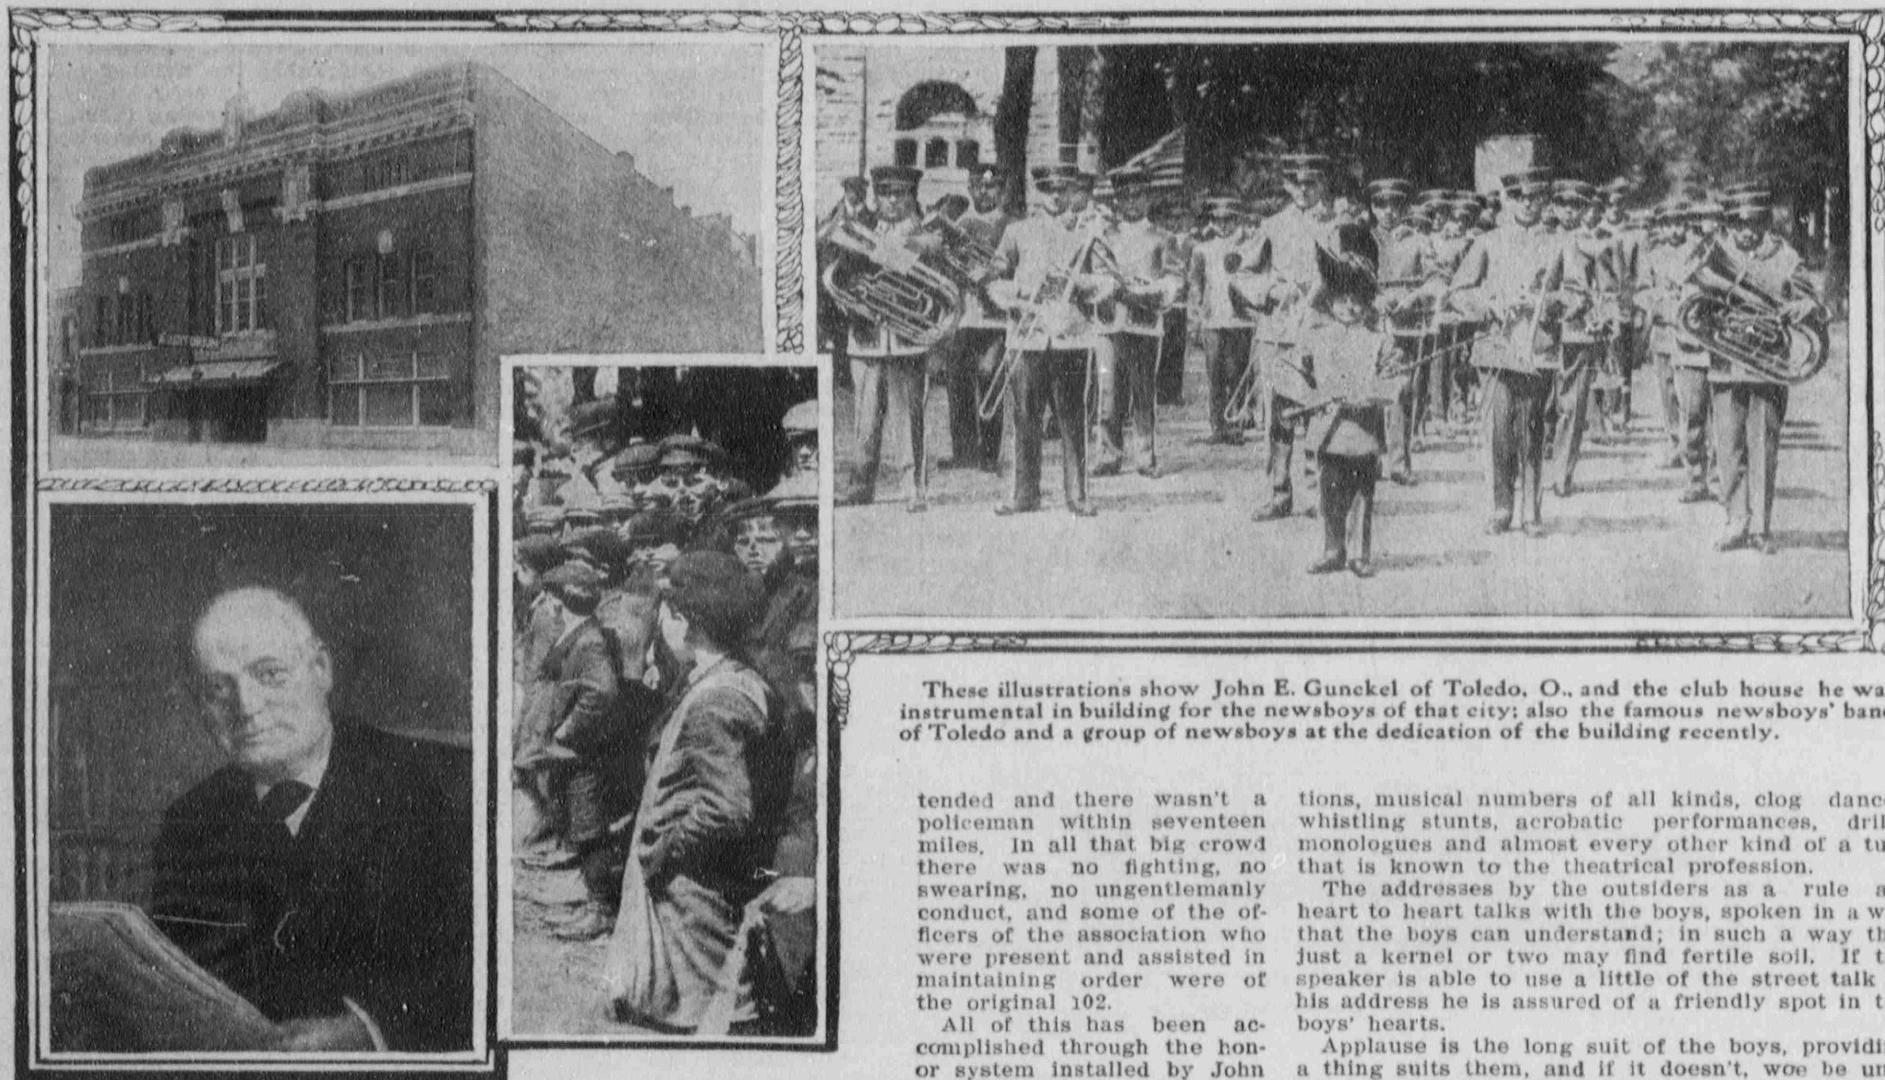 These illustrations show John E. Gunckel of Toledo, O., and the club house he wa
instrumental in building for the newsboys of that city; also the famous newsboys' ban
of Toledo and a group of newsboys at the dedication of the building recently.
tended and there wasn't a
policeman within seventeen
miles. In all that big crowd
there was no fighting, no
swearing, no ungentlemanly
conduct, and some of the of-
ficers of the association who
were present and assisted in
maintaining order were of
the original 102.
All of this has been ac-
complished through the hon-
or system installed by John
tions, musical numbers of all kinds, clog danc
whistling stunts, acrobatic performances, dril
monologues and almost every other kind of a tu
that is known to the theatrical profession.
The addresses by the outsiders as a rule a
heart to heart talks with the boys, spoken in a w
that the boys can understand; in such a way th
just a kernel or two may find fertile soil. If t
speaker is able to use a little of the street talk
his address he is assured of a friendly spot in t
boys' hearts.
Applause is the long suit of the boys, providi
a thing suits them, and if it doesn't, woe be un